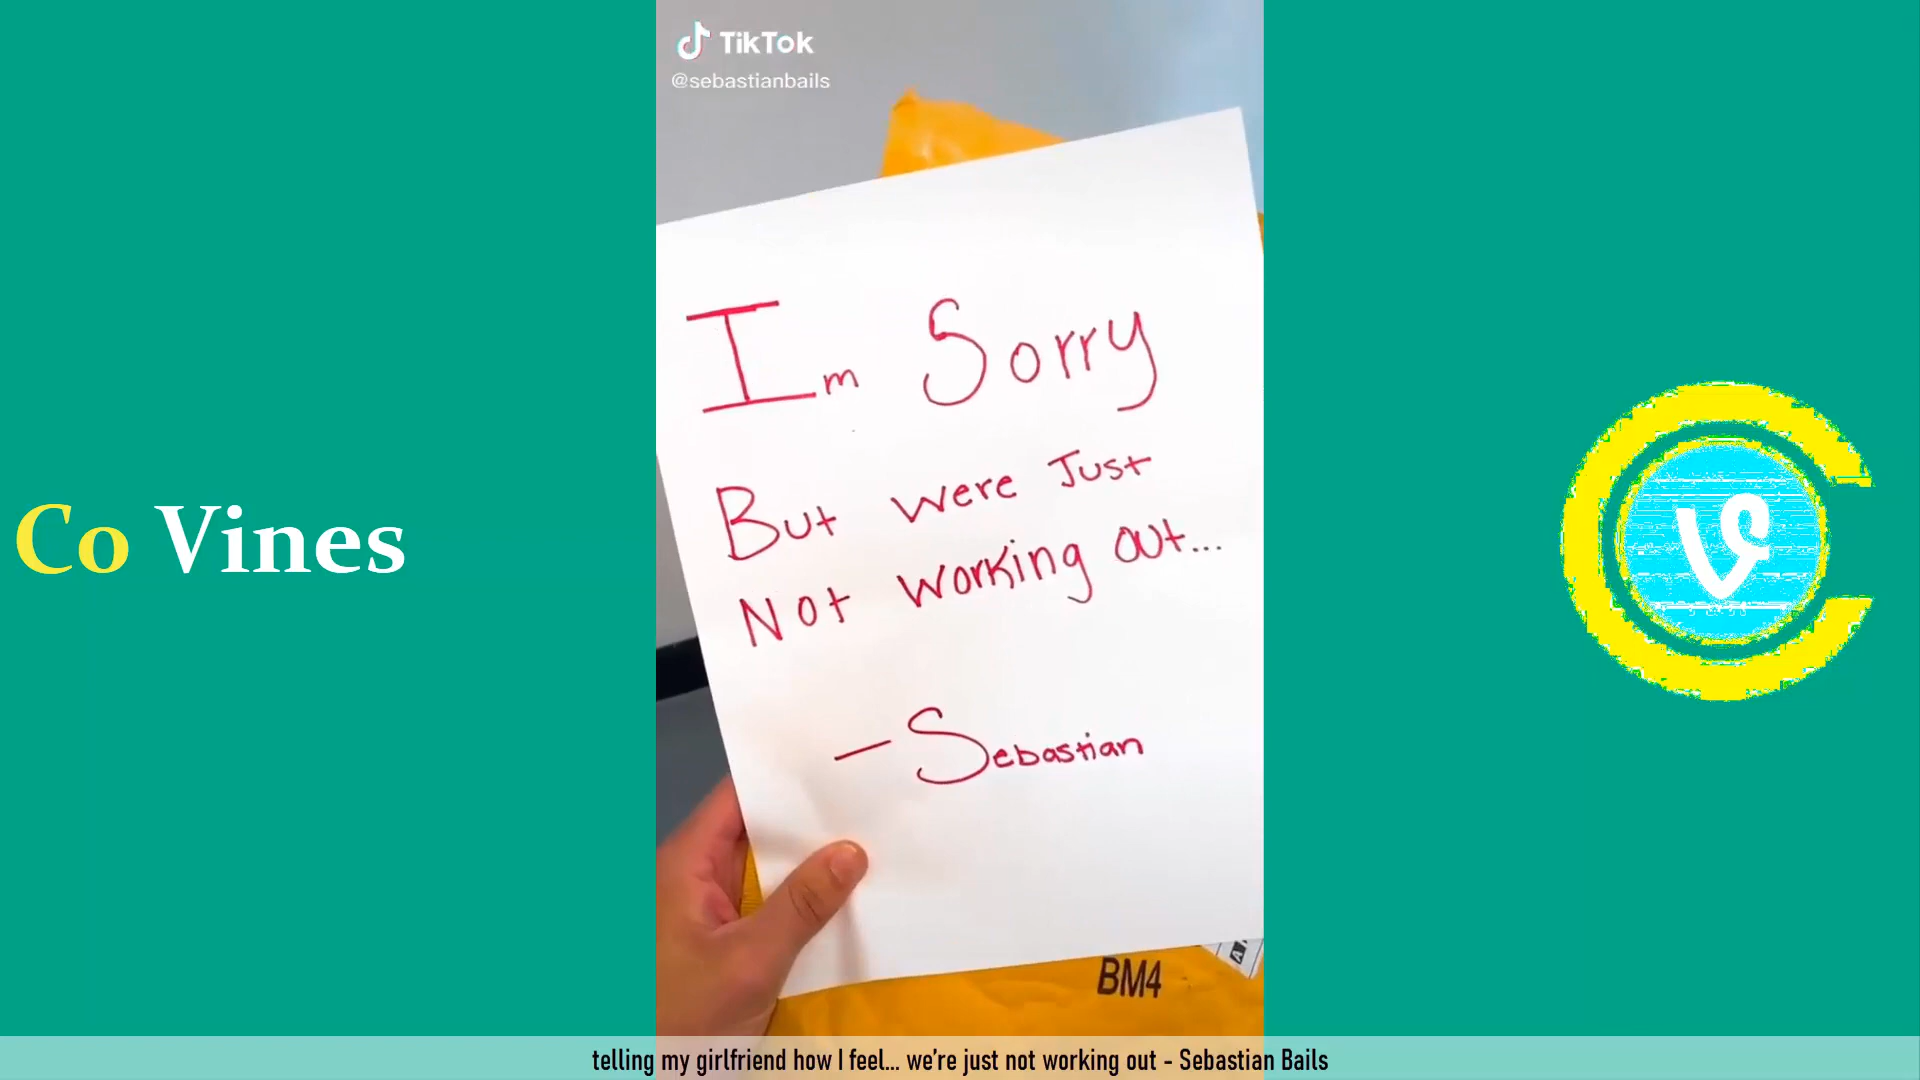 TikTok
@sebastianbails
Im Sorry
But were Just
Not working out...
- Sebastian
BM4
Co Vines
telling my girlfriend how I feel... we're just not working out - Sebastian Bails